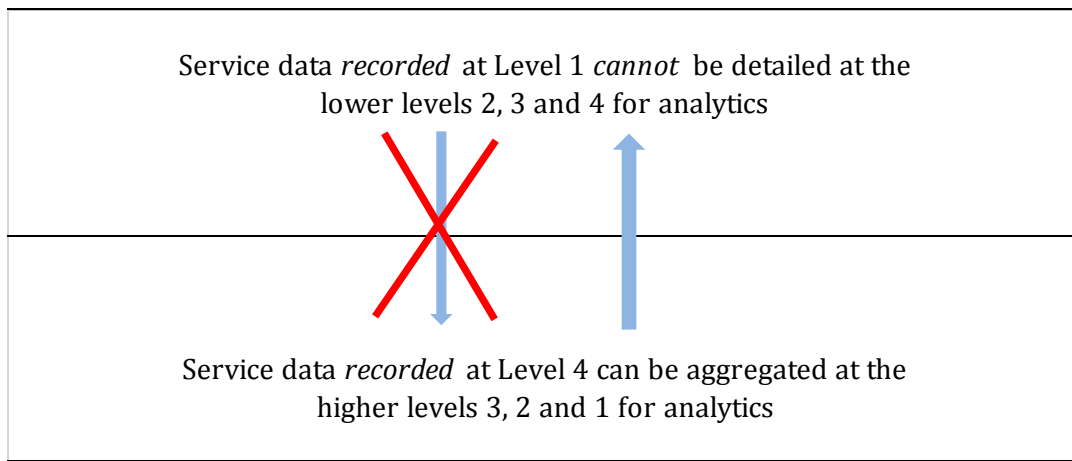 Service data recorded at Level 1 cannot be detailed at the
lower levels 2, 3 and 4 for analytics
Service data recorded at Level 4 can be aggregated at the
higher levels 3, 2 and 1 for analytics